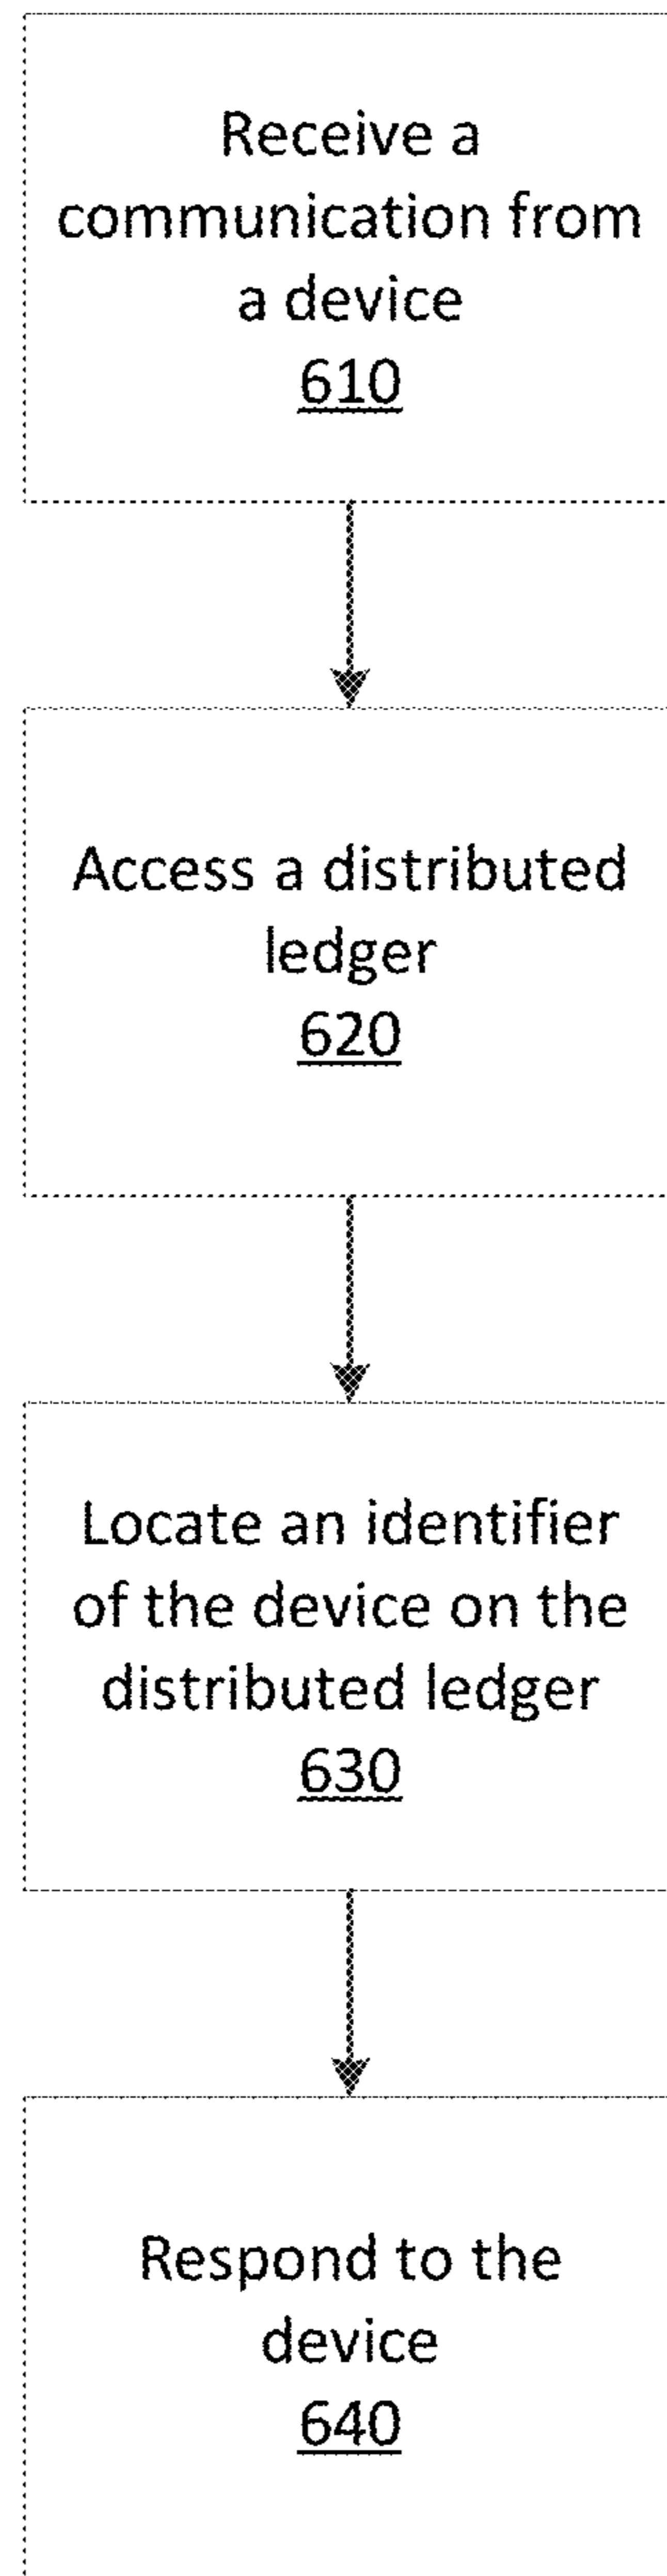 Receive a
communication from
a device
610
Access a distributed
ledger
620
Locate an identifier
of the device on the
distributed ledger
630
Respond to the
device
640